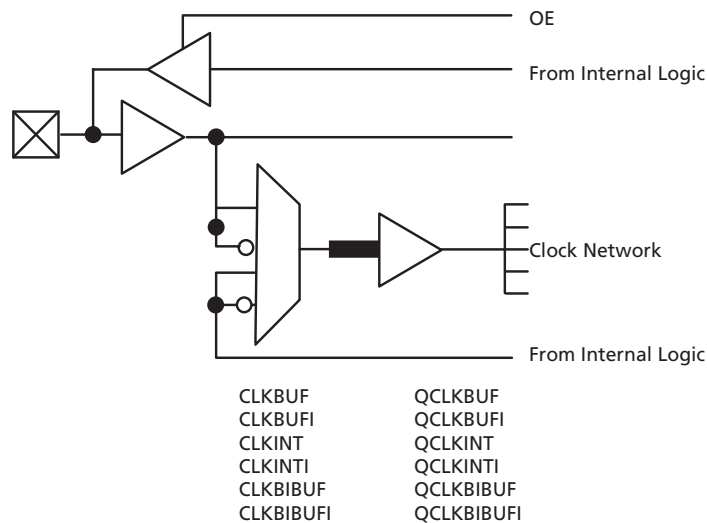 OE
From Internal Logic
Clock Network
From Internal Logic
CLKBUF QCLKBUF
CLKBUFI QCLKBUFI
CLKINT QCLKINT
CLKINTI QCLKINTI
CLKBIBUF QCLKBIBUF
CLKBIBUFI QCLKBIBUFI